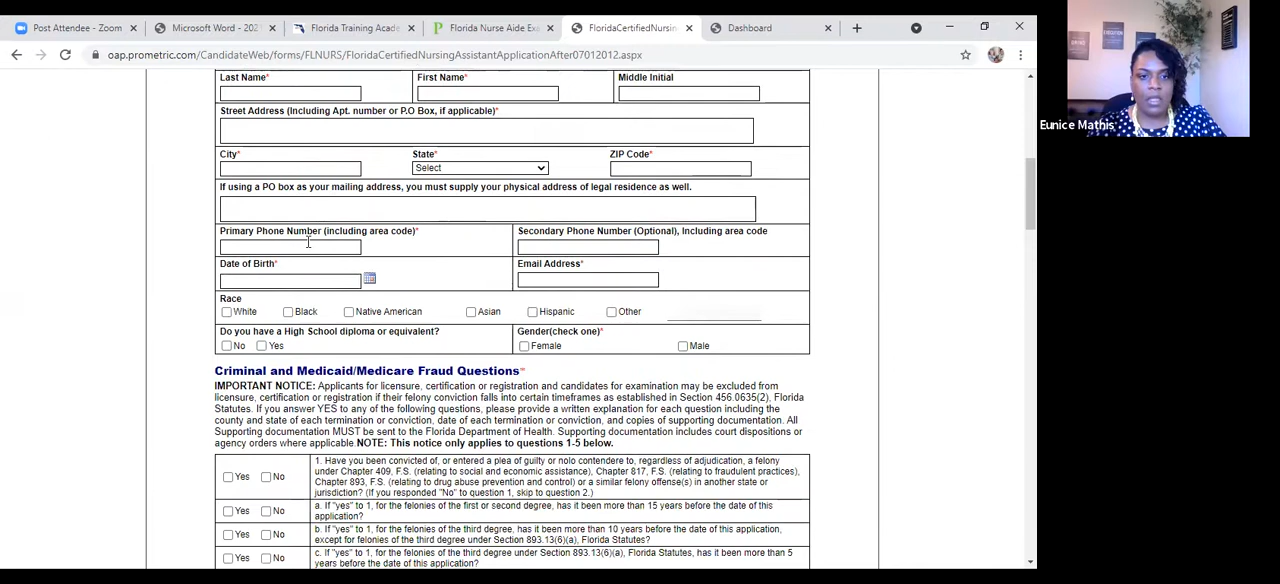 Post Attendee - Zoom
Microsoft Word - 202
Florida Training Acade
Florida Nurse Aide Exa
FloridaCertifiedNursin
Dashboard
oap.prometric.com/CandidateWeb/forms/FLNURS/FloridaCertifiedNursingAssistantApplicationAfter07012012.aspx
Eunice Mathis
Last Name* First Name* Middle Initial
Street Address (Including Apt. number or P.O Box, if applicable)*
City* State* ZIP Code*
Select
If using a PO box as your mailing address, you must supply your physical address of legal residence as well.
Primary Phone Number (including area code)* Secondary Phone Number (Optional), Including area code
Date of Birth* Email Address*
Race
White Black Native American Asian Hispanic Other
Do you have a High School diploma or equivalent? Gender(check one)*
No Yes Female Male
Criminal and Medicaid/Medicare Fraud Questions*
IMPORTANT NOTICE: Applicants for licensure, certification or registration and candidates for examination may be excluded from
licensure, certification or registration if their felony conviction falls into certain timeframes as established in Section 456.0635(2), Florida
Statutes. If you answer YES to any of the following questions, please provide a written explanation for each question including the
county and state of each termination or conviction, date of each termination or conviction, and copies of supporting documentation. All
Supporting documentation MUST be sent to the Florida Department of Health. Supporting documentation includes court dispositions or
agency orders where applicable.NOTE: This notice only applies to questions 1-5 below.
1. Have you been convicted of, or entered a plea of guilty or nolo contendere to, regardless of adjudication, a felony
under Chapter 409, F.S. (relating to social and economic assistance), Chapter 817, F.S. (relating to fraudulent practices),
Yes No Chapter 893, F.S. (relating to drug abuse prevention and control) or a similar felony offense(s) in another state or
jurisdiction? (If you responded "No" to question 1, skip to question 2.)
Yes No a. If "yes" to 1, for the felonies of the first or second degree, has it been more than 15 years before the date of this
application?
Yes No b. If "yes" to 1, for the felonies of the third degree, has it been more than 10 years before the date of this application,
except for felonies of the third degree under Section 893.13(6)(a), Florida Statutes?
Yes No c. If "yes" to 1, for the felonies of the third degree under Section 893.13(6)(a), Florida Statutes, has it been more than 5
years before the date of this application?